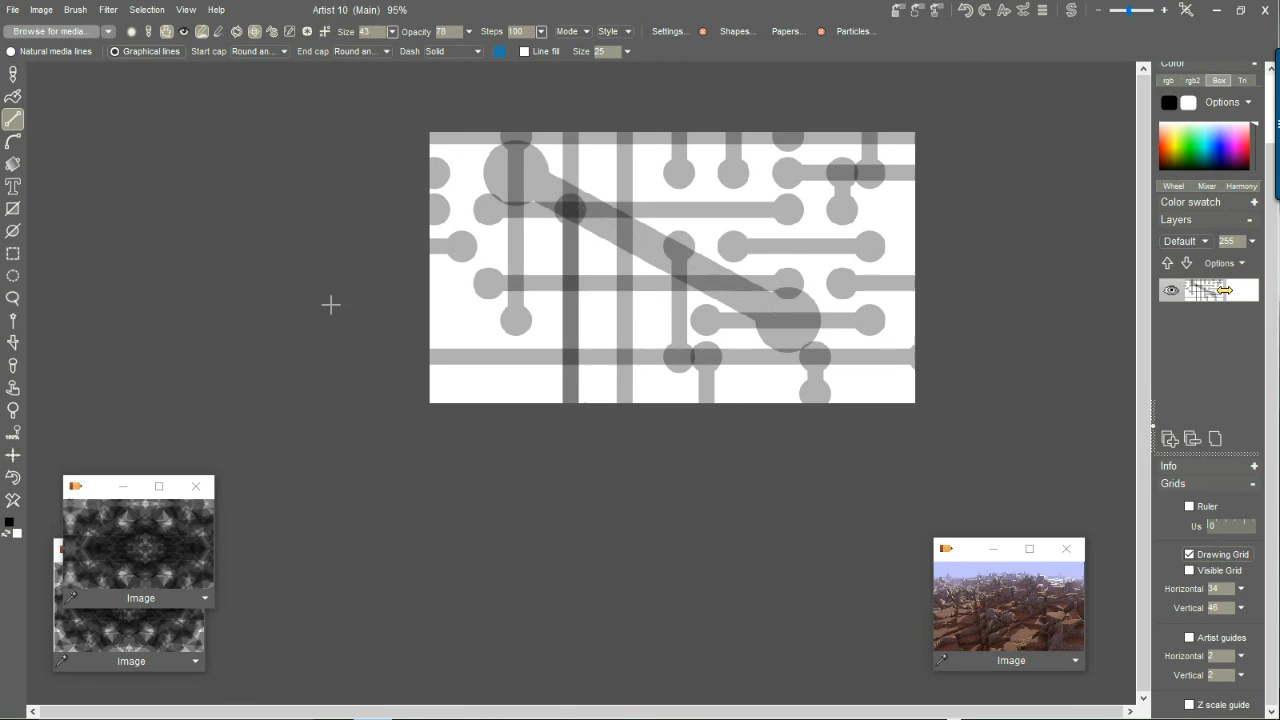 File Image Brush Filter Selection View Help Artist 10 (Main) 95%
Browse for media... Size 43 Opacity 78 Steps 100 Mode Style Settings... Shapes... Papers... Particles...
Natural media lines Graphical lines Start cap Round an... End cap Round an... Dash Solid Line fill Size 25
Color
rgb rgb2 Box Tri
Options
Wheel Mixer Harmony
Color swatch
Layers
Default 255
Options
Info
Grids
Ruler
Us 0
Drawing Grid
Visible Grid
Horizontal 34
Vertical 46
Artist guides
Horizontal 2
Vertical 2
Z scale guide
Image
Image
Image